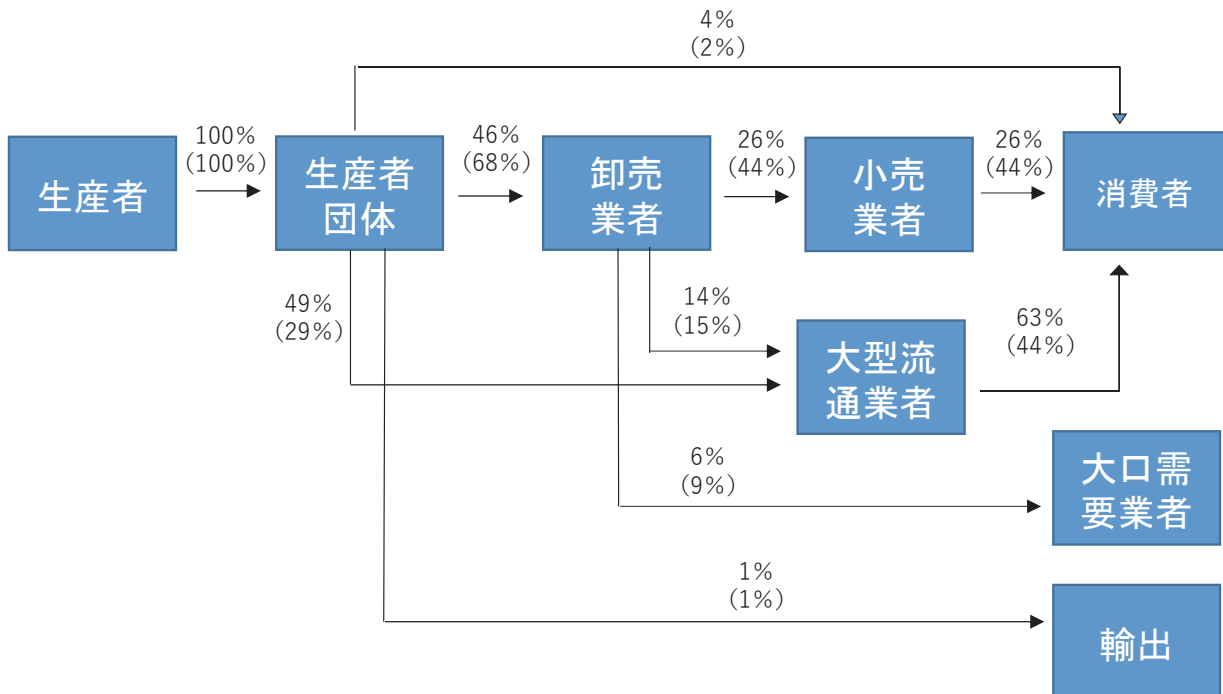 4%
(2%)
生産者
100%
(100%)
生産者
団体
46%
(68%)
卸売
業者
26%
(44%)
小売
業者
26%
(44%)
消費者
49%
(29%)
14%
(15%)
大型流
通業者
63%
(44%)
6%
(9%)
大口需
要業者
1%
(1%)
輸出